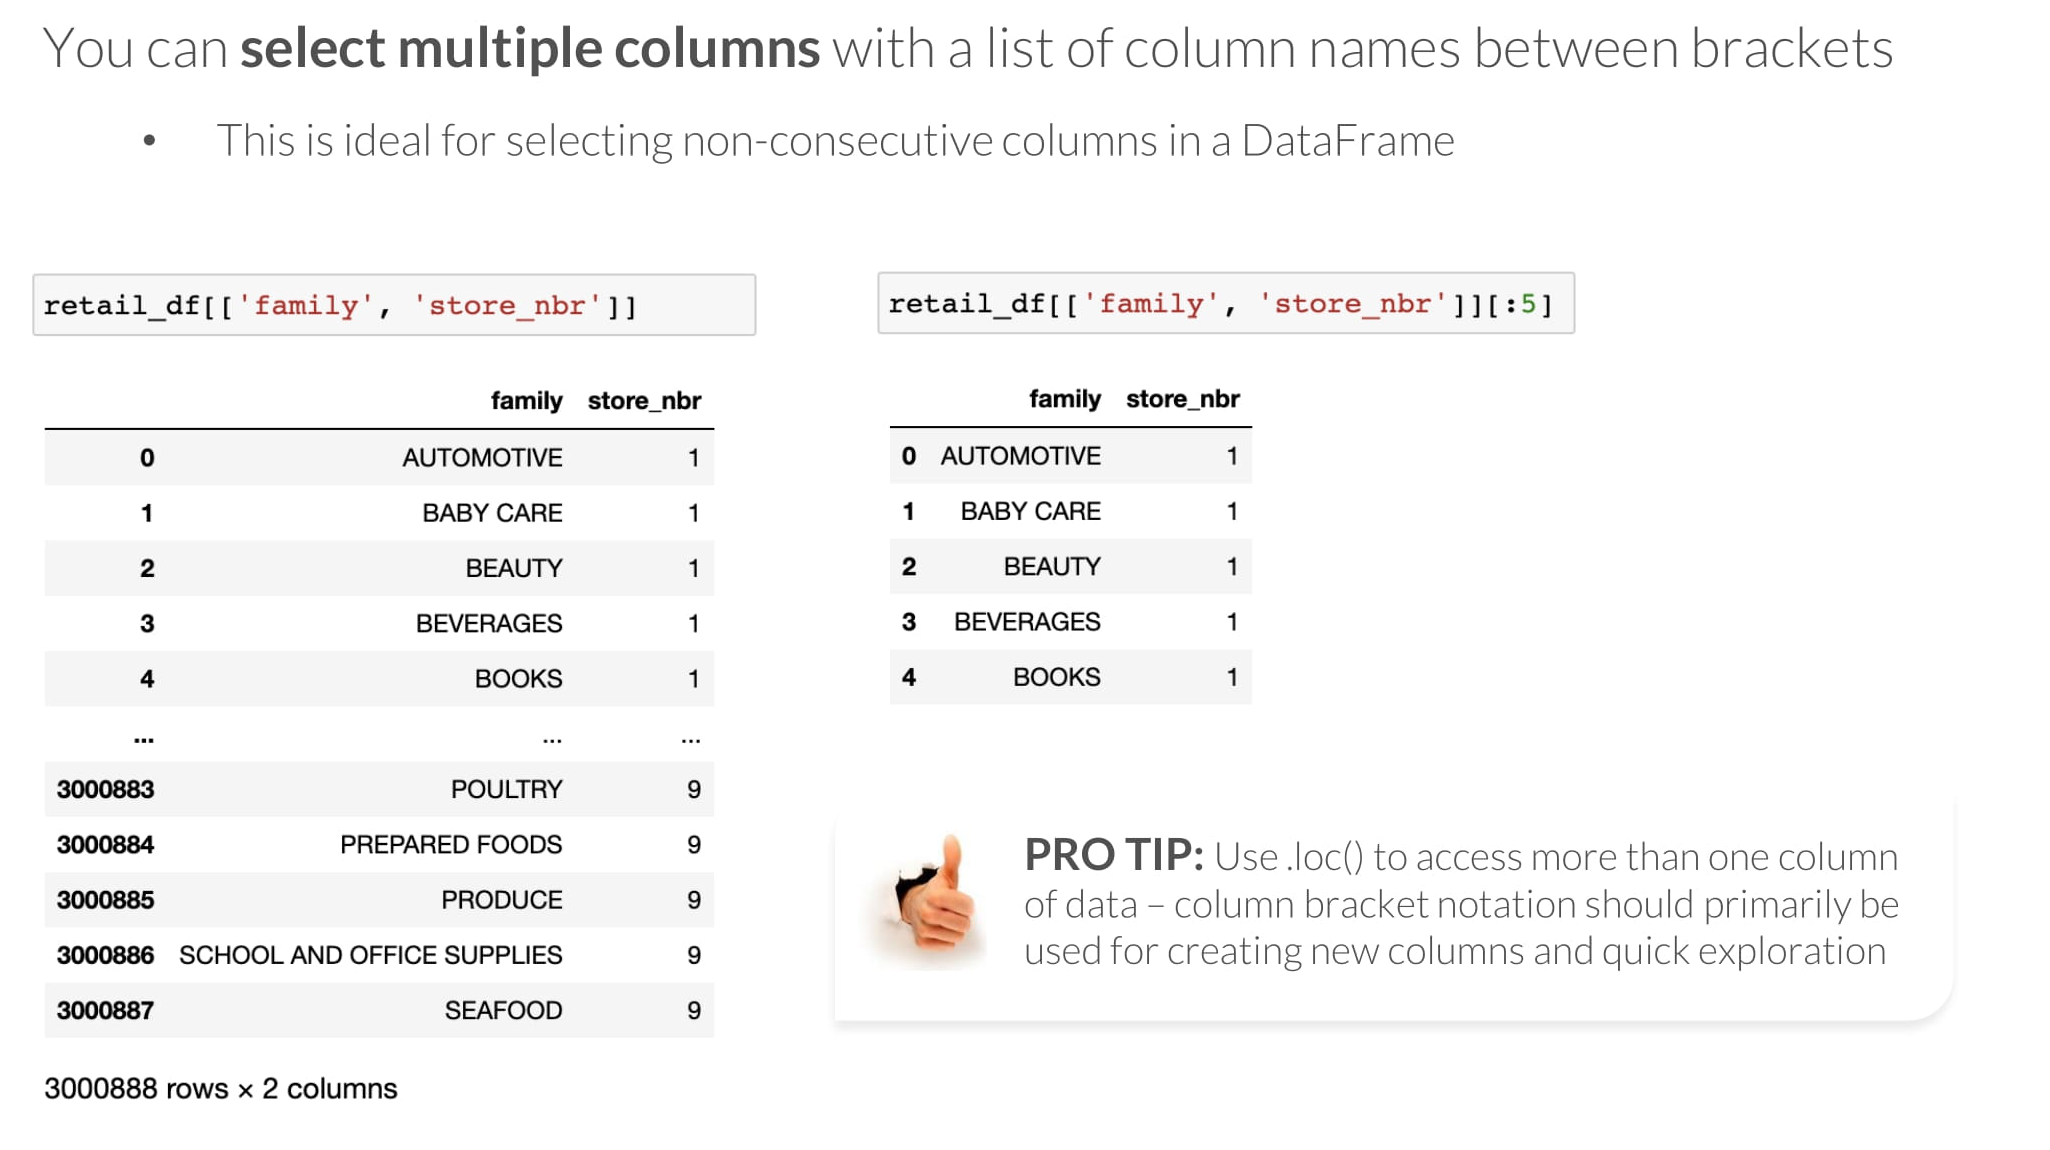 You can select multiple columns with a list of column names between brackets
• This is ideal for selecting non-consecutive columns in a DataFrame
retail_df[['family', 'store_nbr']]
family store_nbr
0 AUTOMOTIVE 1
1 BABY CARE 1
2 BEAUTY 1
3 BEVERAGES 1
4 BOOKS 1
... ... ...
3000883 POULTRY 9
3000884 PREPARED FOODS 9
3000885 PRODUCE 9
3000886 SCHOOL AND OFFICE SUPPLIES 9
3000887 SEAFOOD 9
3000888 rows × 2 columns
retail_df[['family', 'store_nbr']][:5]
family store_nbr
0 AUTOMOTIVE 1
1 BABY CARE 1
2 BEAUTY 1
3 BEVERAGES 1
4 BOOKS 1
PRO TIP: Use .loc() to access more than one column
of data – column bracket notation should primarily be
used for creating new columns and quick exploration